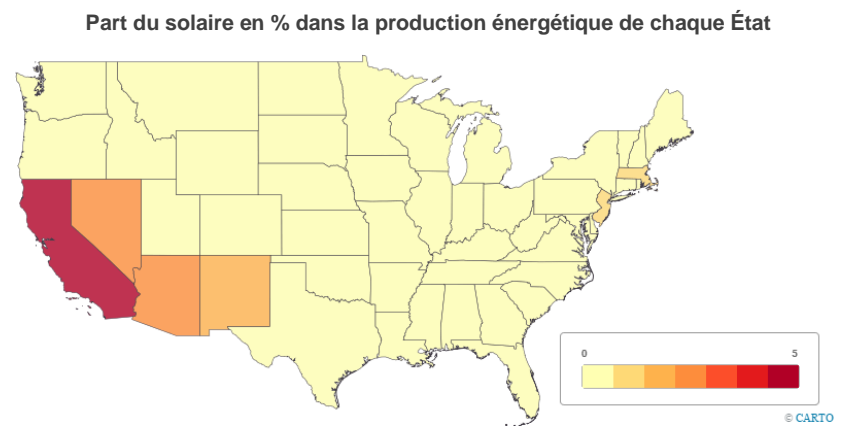 Part du solaire en % dans la production énergétique de chaque État
0 5
© CARTO